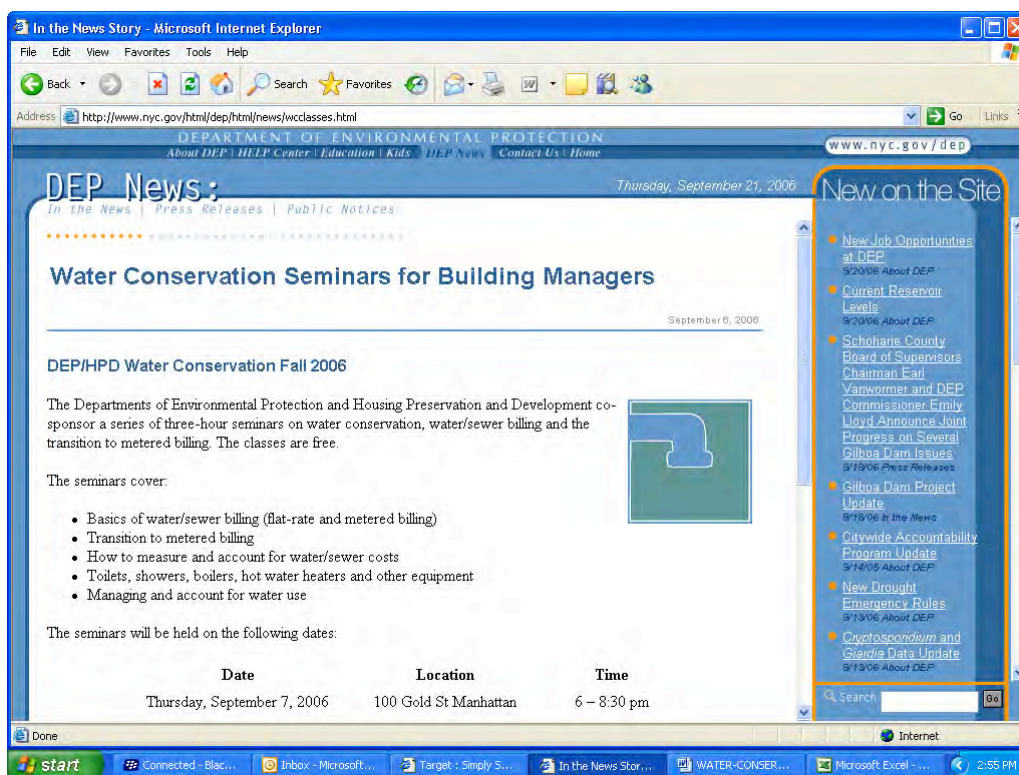 In the News Story - Microsoft Internet Explorer
File Edit View Favorites Tools Help
Back Search Favorites
Address http://www.nyc.gov/html/dep/html/news/wcclasses.html Go Links
DEPARTMENT OF ENVIRONMENTAL PROTECTION
About DEP | HELP Center | Education | Kids DEP News Contact Us | Home
www.nyc.gov/dep
DEP News:
Thursday, September 21, 2006
In the News | Press Releases | Public Notices
Water Conservation Seminars for Building Managers
September 6, 2006
DEP/HPD Water Conservation Fall 2006
The Departments of Environmental Protection and Housing Preservation and Development co-
sponsor a series of three-hour seminars on water conservation, water/sewer billing and the
transition to metered billing. The classes are free.
The seminars cover:
• Basics of water/sewer billing (flat-rate and metered billing)
• Transition to metered billing
• How to measure and account for water/sewer costs
• Toilets, showers, boilers, hot water heaters and other equipment
• Managing and account for water use
The seminars will be held on the following dates:
Date Location Time
Thursday, September 7, 2006 100 Gold St Manhattan 6 – 8:30 pm
New on the Site
New Job Opportunities
at DEP
9/20/06 About DEP
Current Reservoir
Levels
9/20/06 About DEP
Schoharie County
Board of Supervisors
Chairman Earl
Vanwormer and DEP
Commissioner Emily
Lloyd Announce Joint
Progress on Several
Gilboa Dam Issues
9/19/06 Press Releases
Gilboa Dam Project
Update
9/18/06 In the News
Citywide Accountability
Program Update
9/14/05 About DEP
New Drought
Emergency Rules
9/13/06 About DEP
Cryptosporidium and
Giardia Data Update
9/13/06 About DEP
Search Go
Done Internet
start Connected - Blac... Inbox - Microsoft... Target : Simply S... In the News Stor... WATER-CONSER... Microsoft Excel - ... 2:55 PM